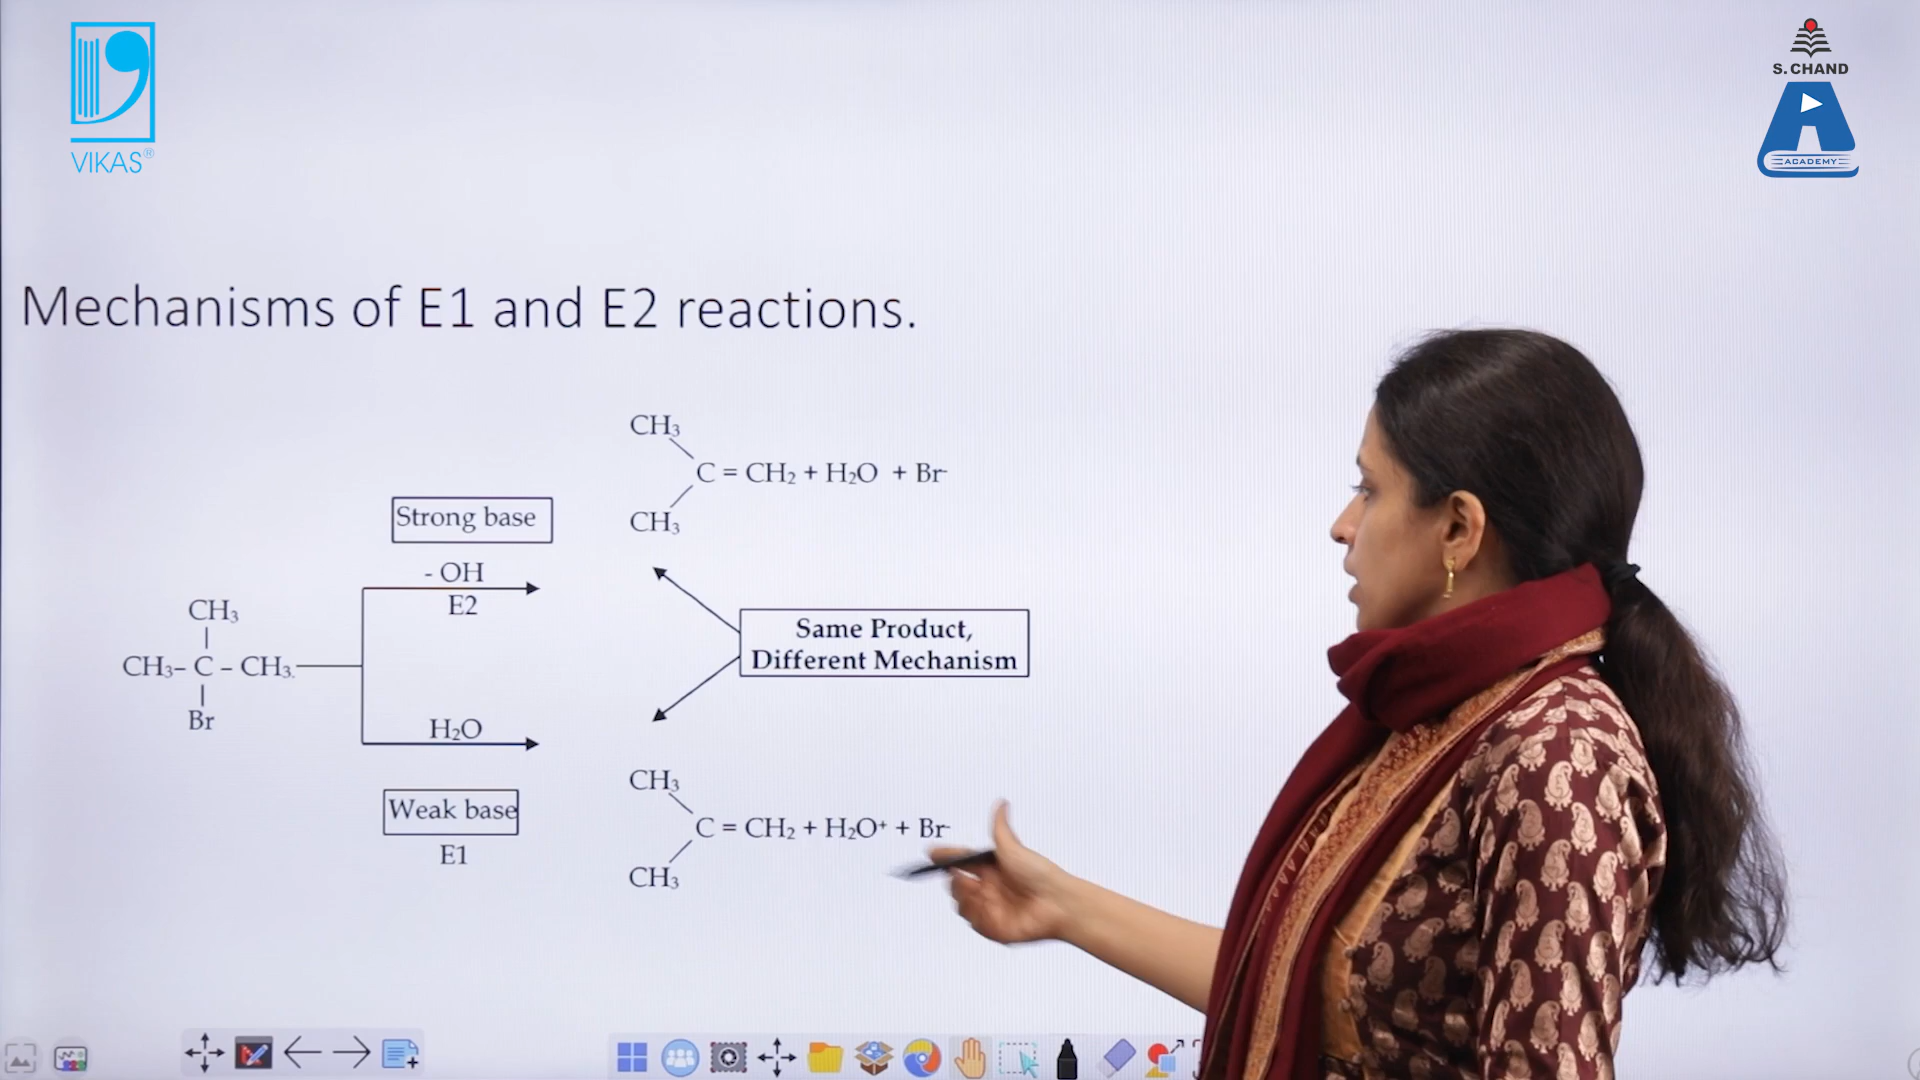 VIKAS®
S. CHAND
ACADEMY
Mechanisms of E1 and E2 reactions.
CH₃
C = CH₂ + H₂O + Br⁻
CH₃
Strong base
- OH
E2
CH₃
CH₃– C – CH₃.
Br
Same Product,
Different Mechanism
H₂O
Weak base
E1
CH₃
C = CH₂ + H₂O⁺ + Br⁻
CH₃